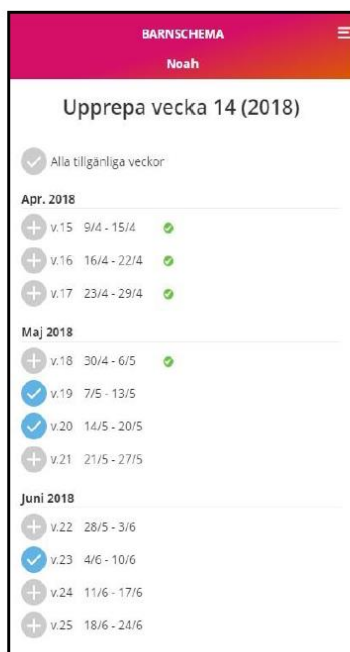 BARNSCHEMA
Noah
Upprepa vecka 14 (2018)
Alla tillgänliga veckor
Apr. 2018
v.15 9/4 - 15/4
v.16 16/4 - 22/4
v.17 23/4 - 29/4
Maj 2018
v.18 30/4 - 6/5
v.19 7/5 - 13/5
v.20 14/5 - 20/5
v.21 21/5 - 27/5
Juni 2018
v.22 28/5 - 3/6
v.23 4/6 - 10/6
v.24 11/6 - 17/6
v.25 18/6 - 24/6